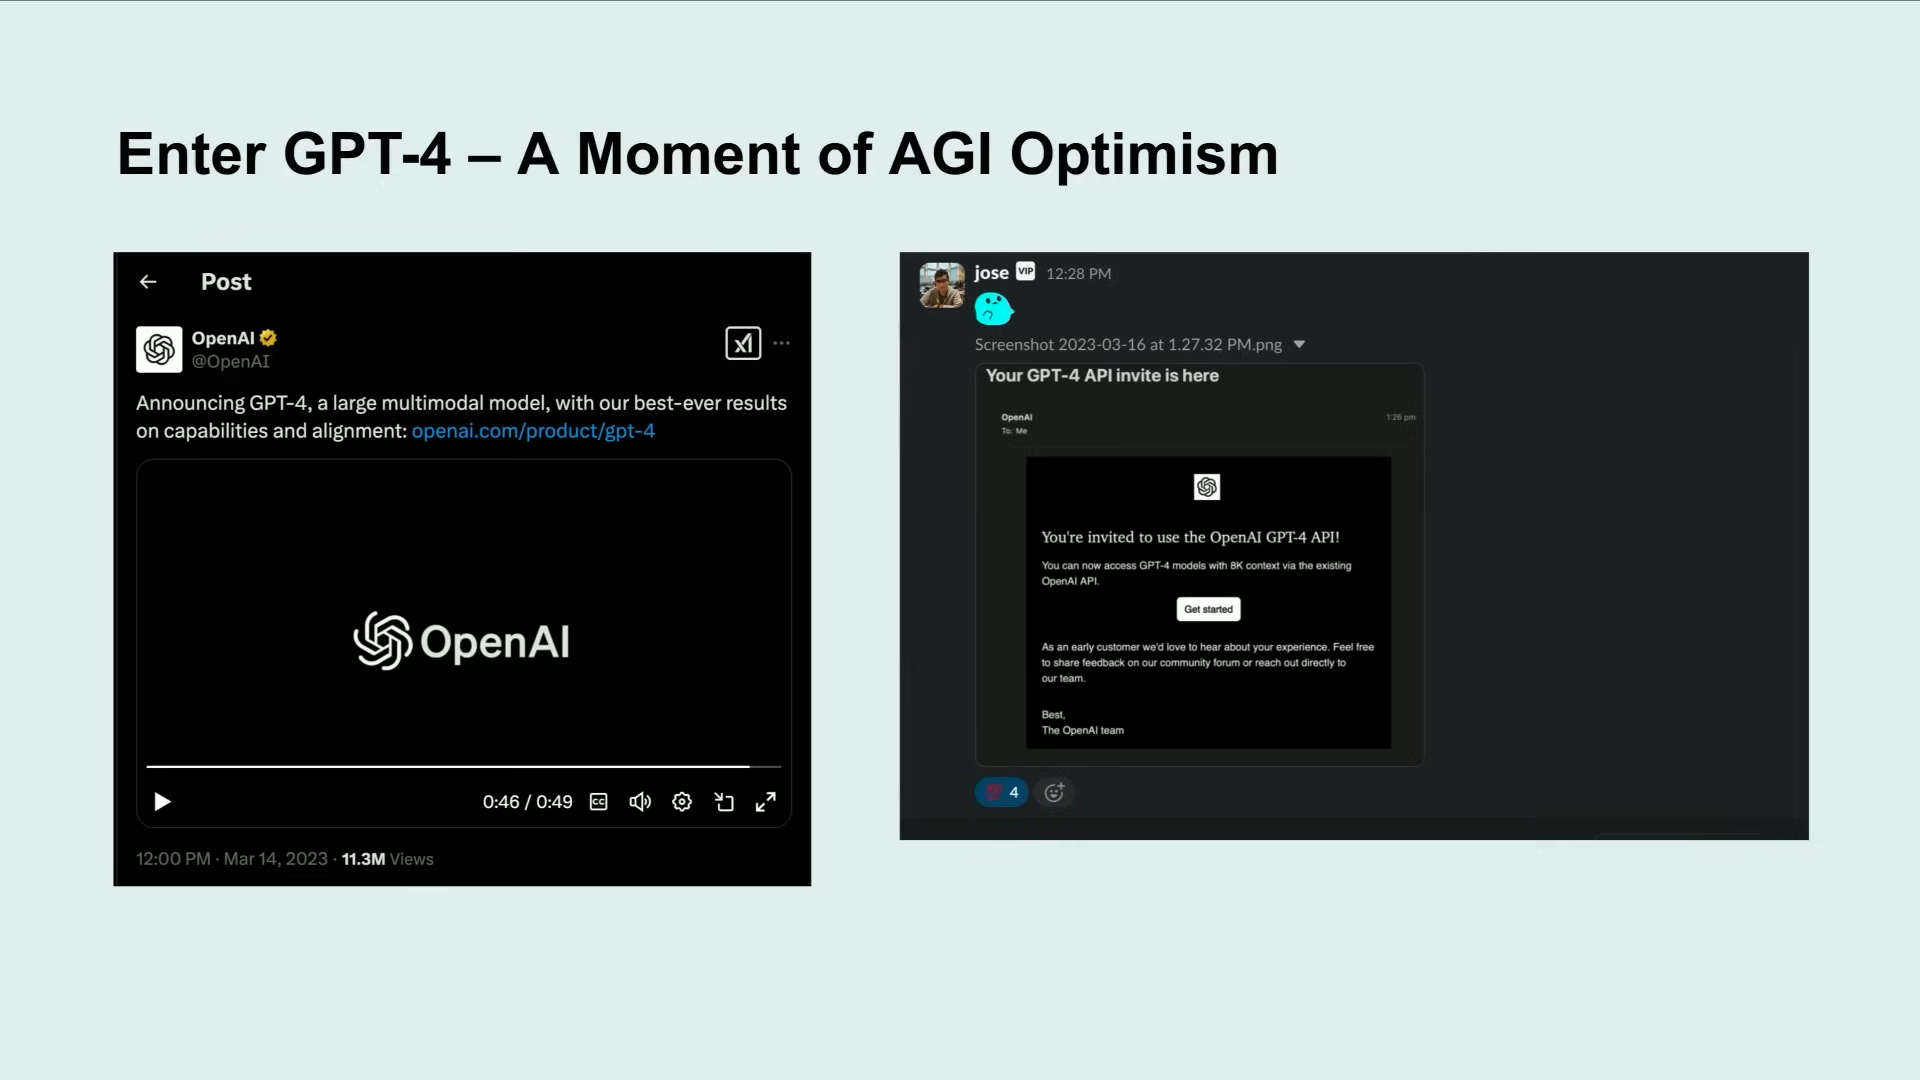 Enter GPT-4 – A Moment of AGI Optimism
Post
OpenAI
@OpenAI
Announcing GPT-4, a large multimodal model, with our best-ever results
on capabilities and alignment: openai.com/product/gpt-4
OpenAI
0:46 / 0:49
CC
12:00 PM · Mar 14, 2023 · 11.3M Views
jose VIP 12:28 PM
Screenshot 2023-03-16 at 1.27.32 PM.png
Your GPT-4 API invite is here
OpenAI 1:26 pm
To: Me
You're invited to use the OpenAI GPT-4 API!
You can now access GPT-4 models with 8K context via the existing
OpenAI API.
Get started
As an early customer we'd love to hear about your experience. Feel free
to share feedback on our community forum or reach out directly to
our team.
Best,
The OpenAI team
4